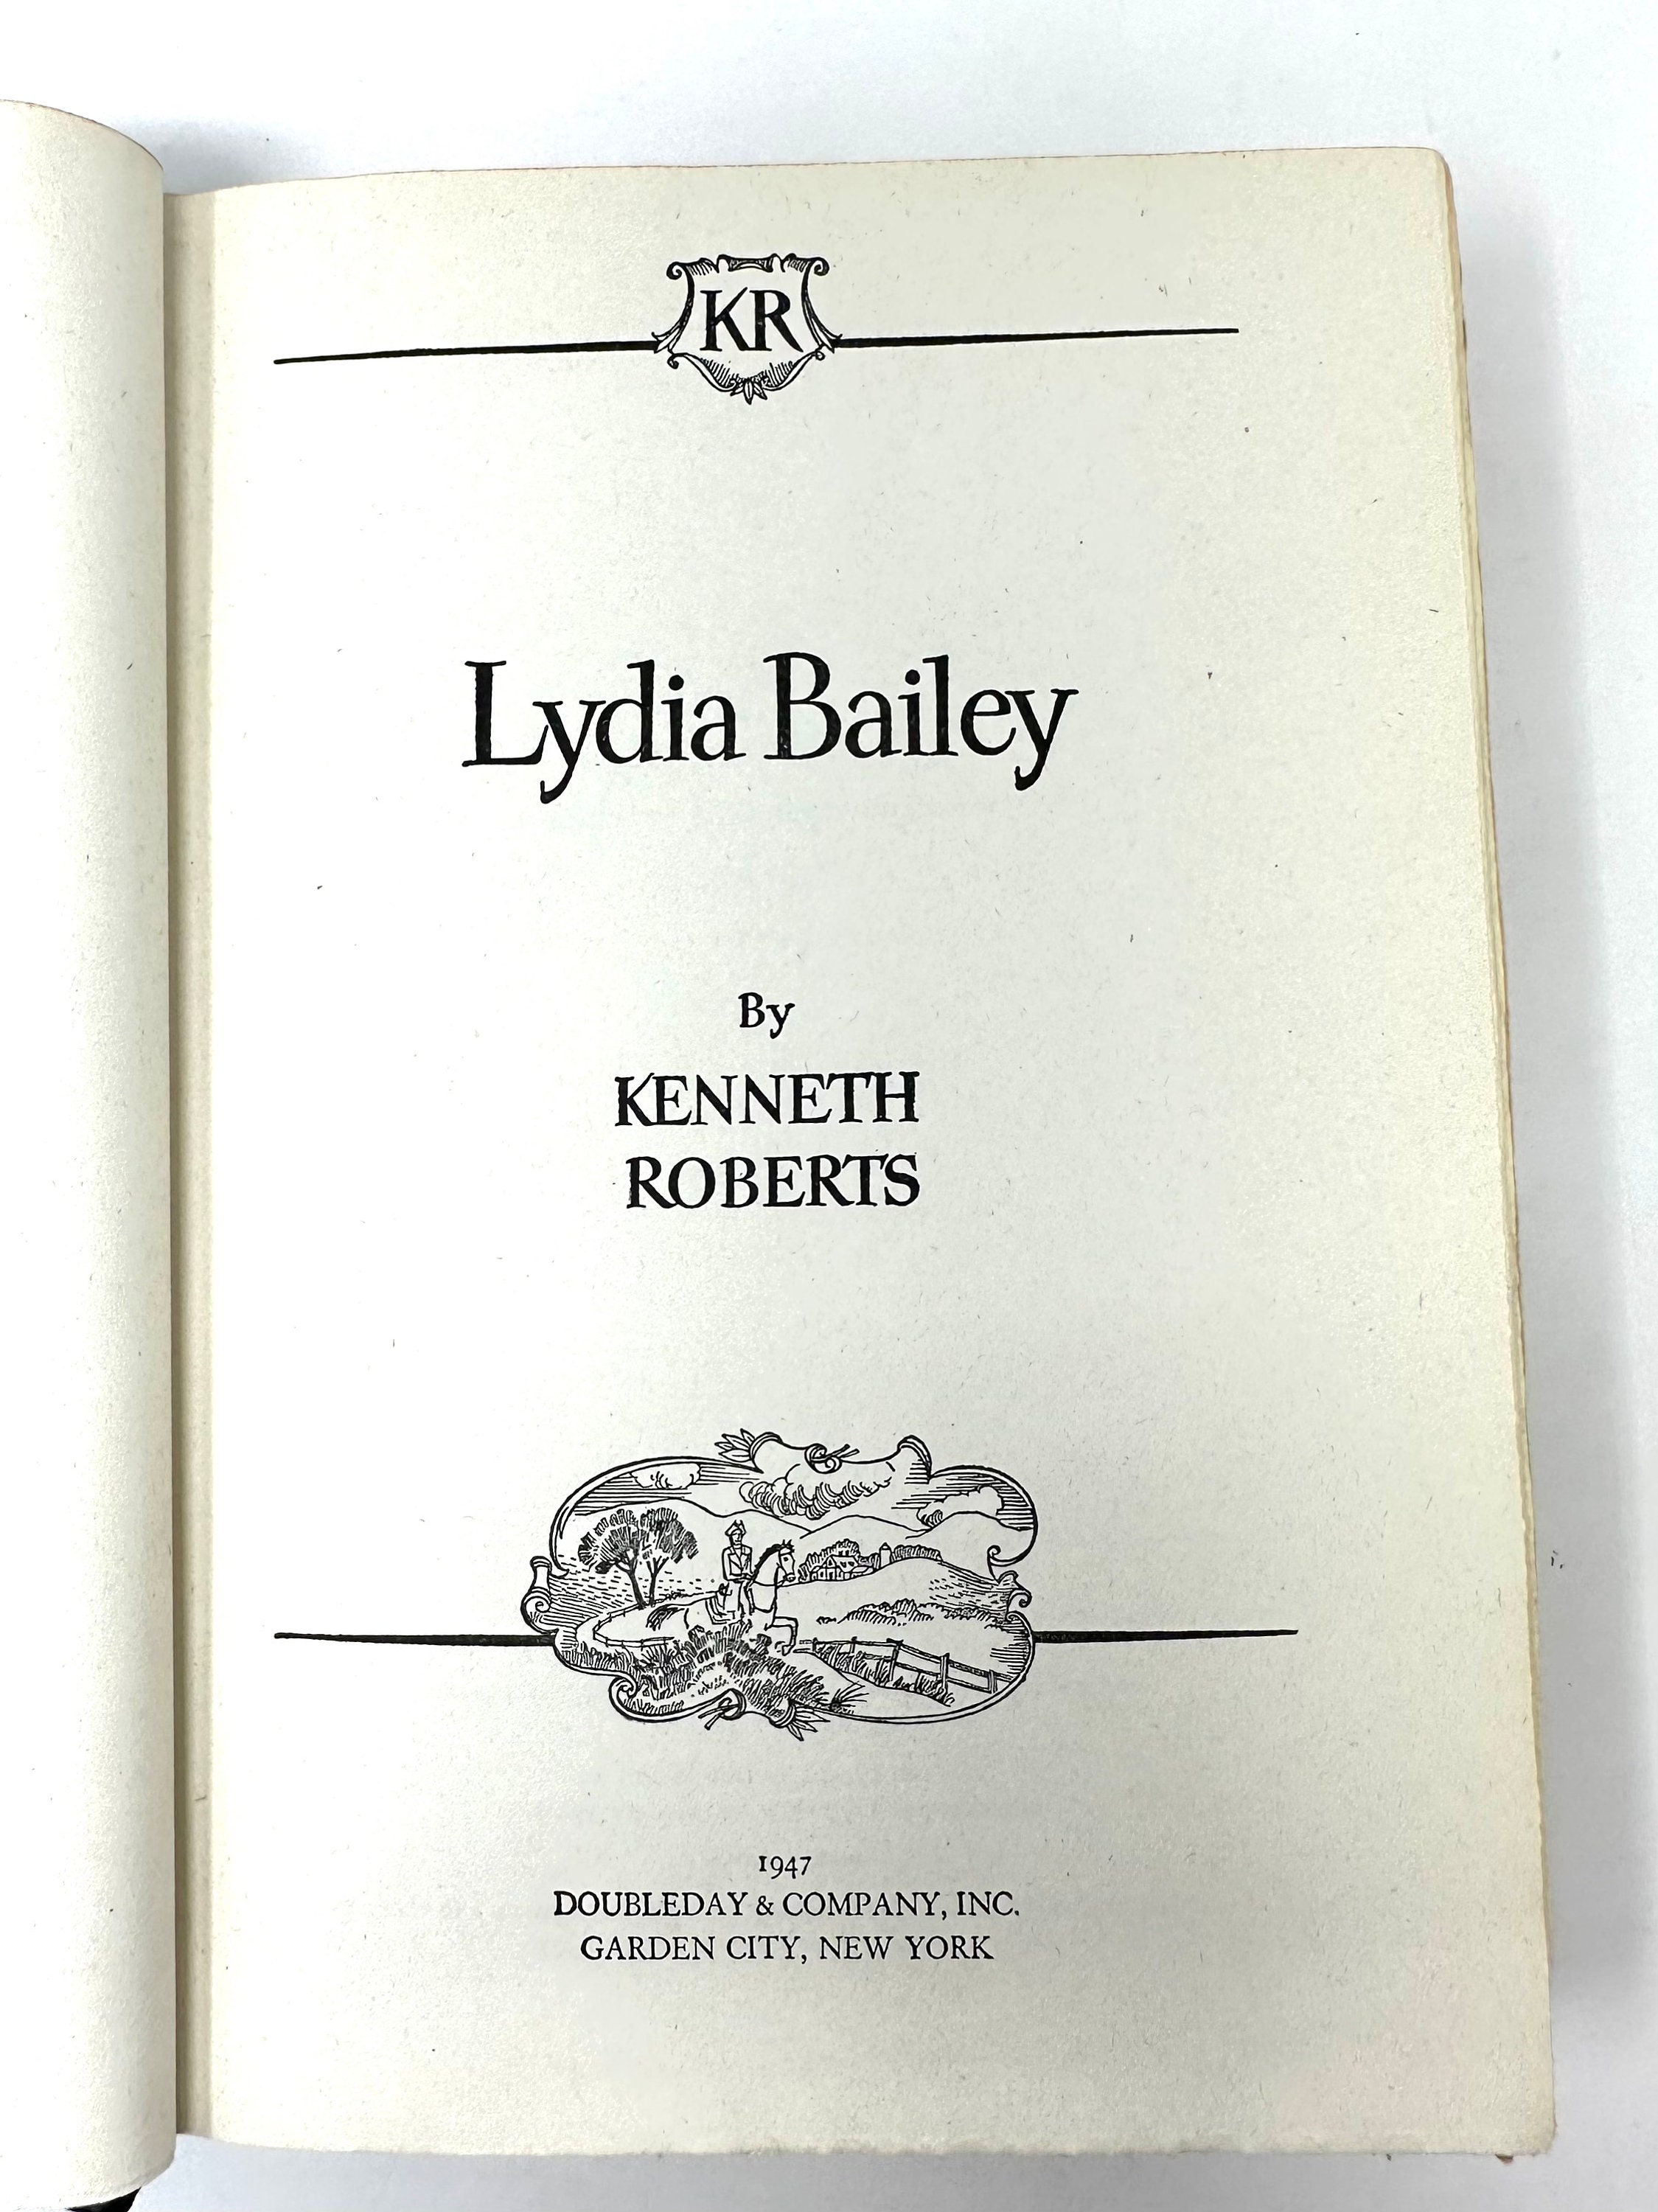 KR
Lydia Bailey
By
KENNETH
ROBERTS
1947
DOUBLEDAY & COMPANY, INC.
GARDEN CITY, NEW YORK